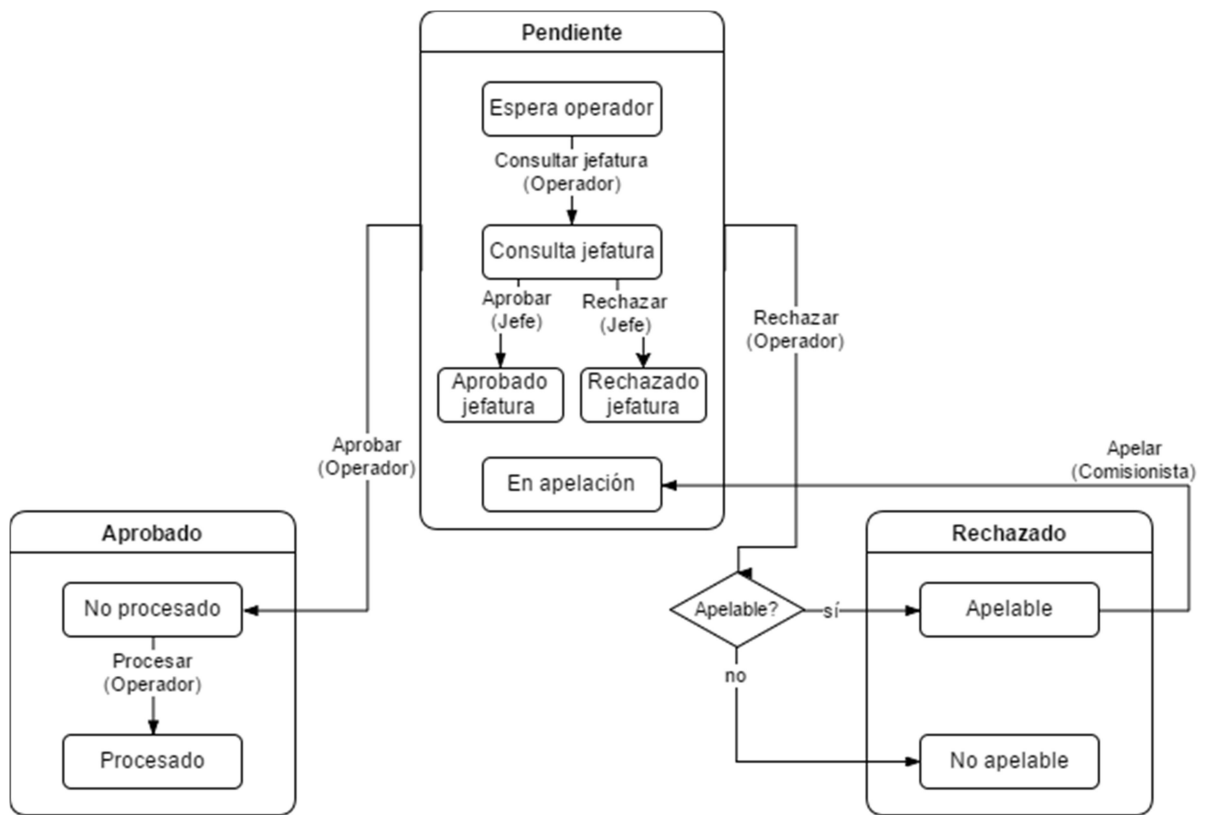 Pendiente
Espera operador
Consultar jefatura
(Operador)
Consulta jefatura
Aprobar
(Jefe)
Rechazar
(Jefe)
Aprobado
jefatura
Rechazado
jefatura
En apelación
Aprobar
(Operador)
Rechazar
(Operador)
Apelar
(Comisionista)
Aprobado
No procesado
Procesar
(Operador)
Procesado
Apelable?
sí
no
Rechazado
Apelable
No apelable